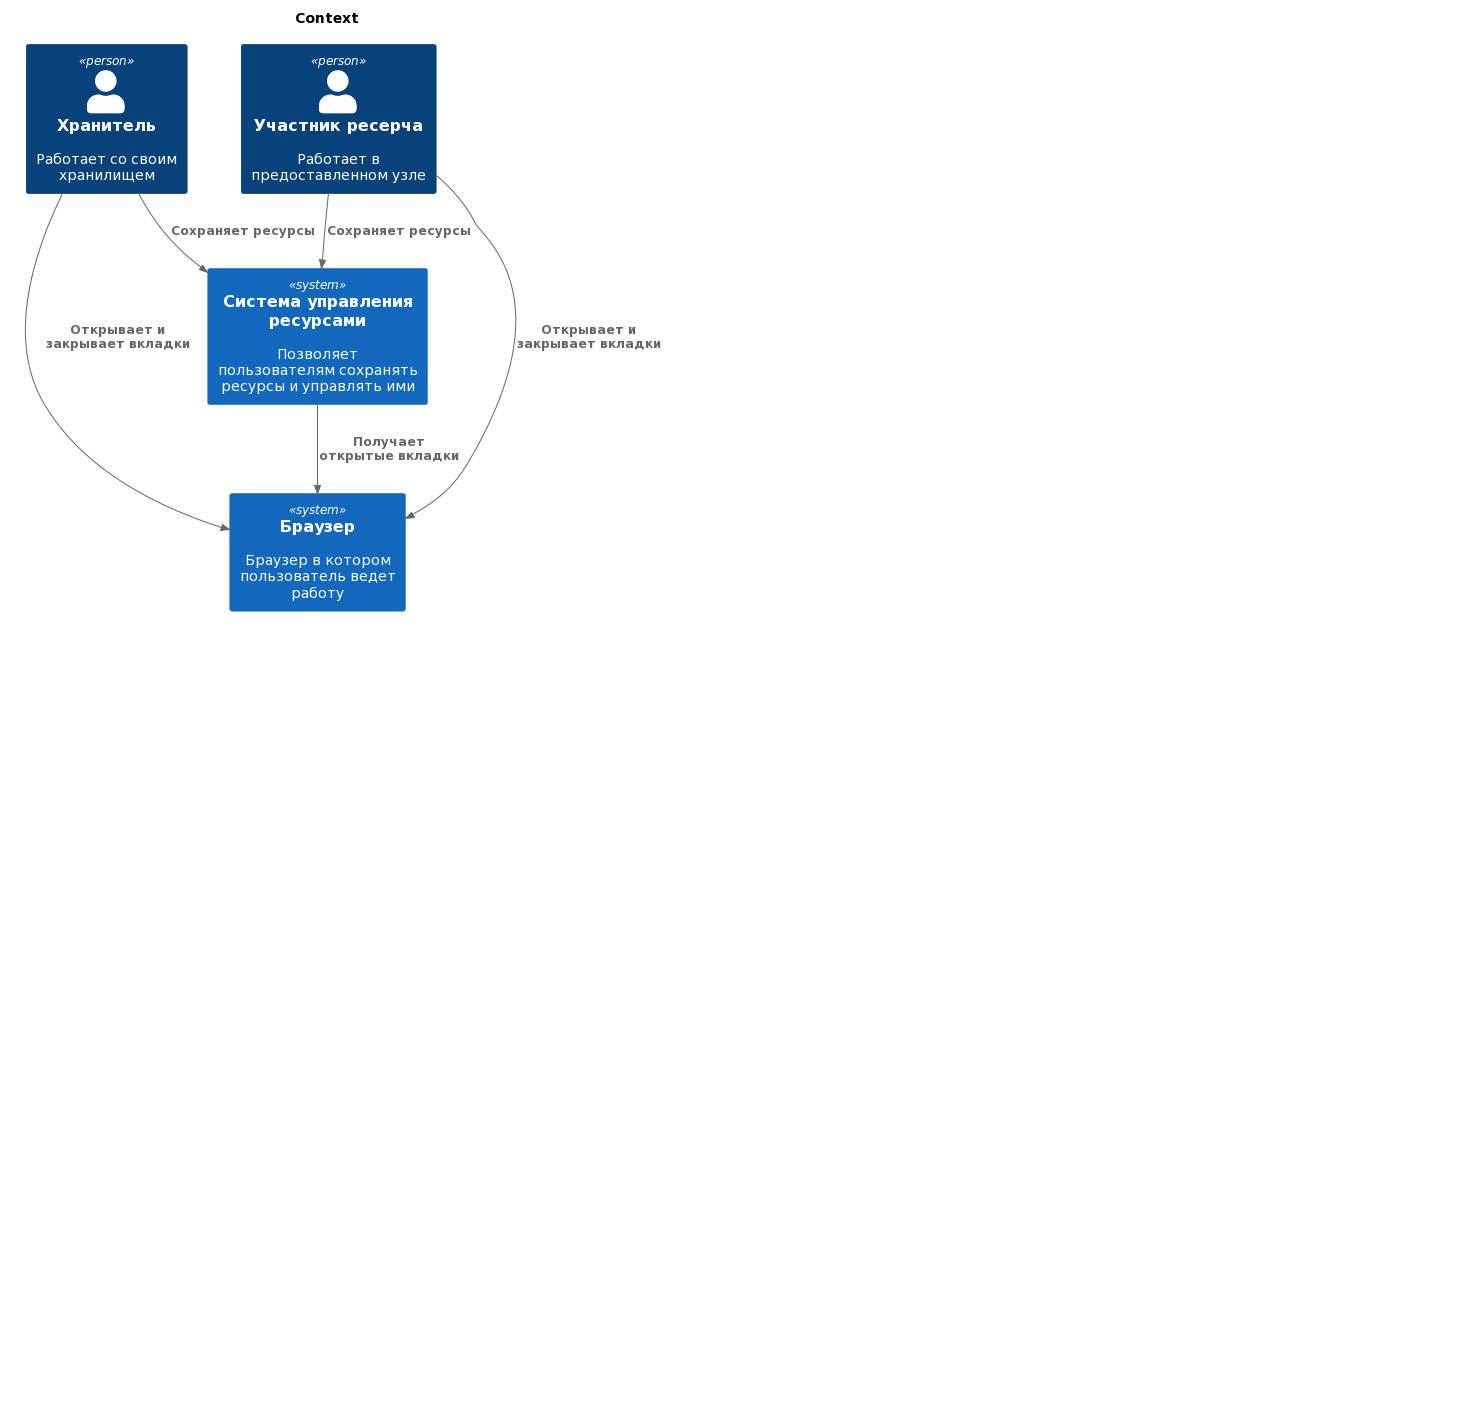 Context
«person»
Хранитель
Работает со своим
хранилищем
«person»
Участник ресерча
Работает в
предоставленном узле
Сохраняет ресурсы
Сохраняет ресурсы
«system»
Система управления
ресурсами
Позволяет
пользователям сохранять
ресурсы и управлять ими
Открывает и
закрывает вкладки
Открывает и
закрывает вкладки
Получает
открытые вкладки
«system»
Браузер
Браузер в котором
пользователь ведет
работу